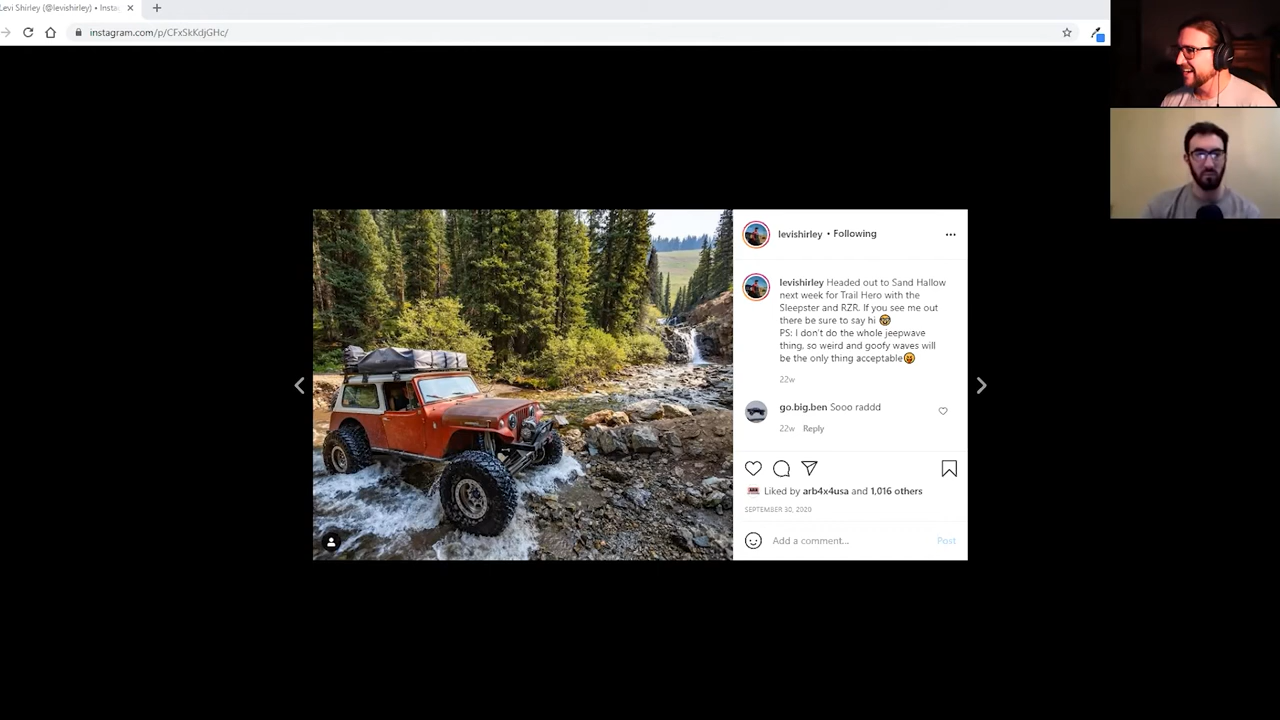 Levi Shirley (@levishirley) • Insta
instagram.com/p/CFxSkKdjGHc/
levishirley • Following
levishirley Headed out to Sand Hallow
next week for Trail Hero with the
Sleepster and RZR. If you see me out
there be sure to say hi
PS: I don't do the whole jeepwave
thing, so weird and goofy waves will
be the only thing acceptable
22w
go.big.ben Sooo raddd
22w Reply
Liked by arb4x4usa and 1,016 others
SEPTEMBER 30, 2020
Add a comment... Post